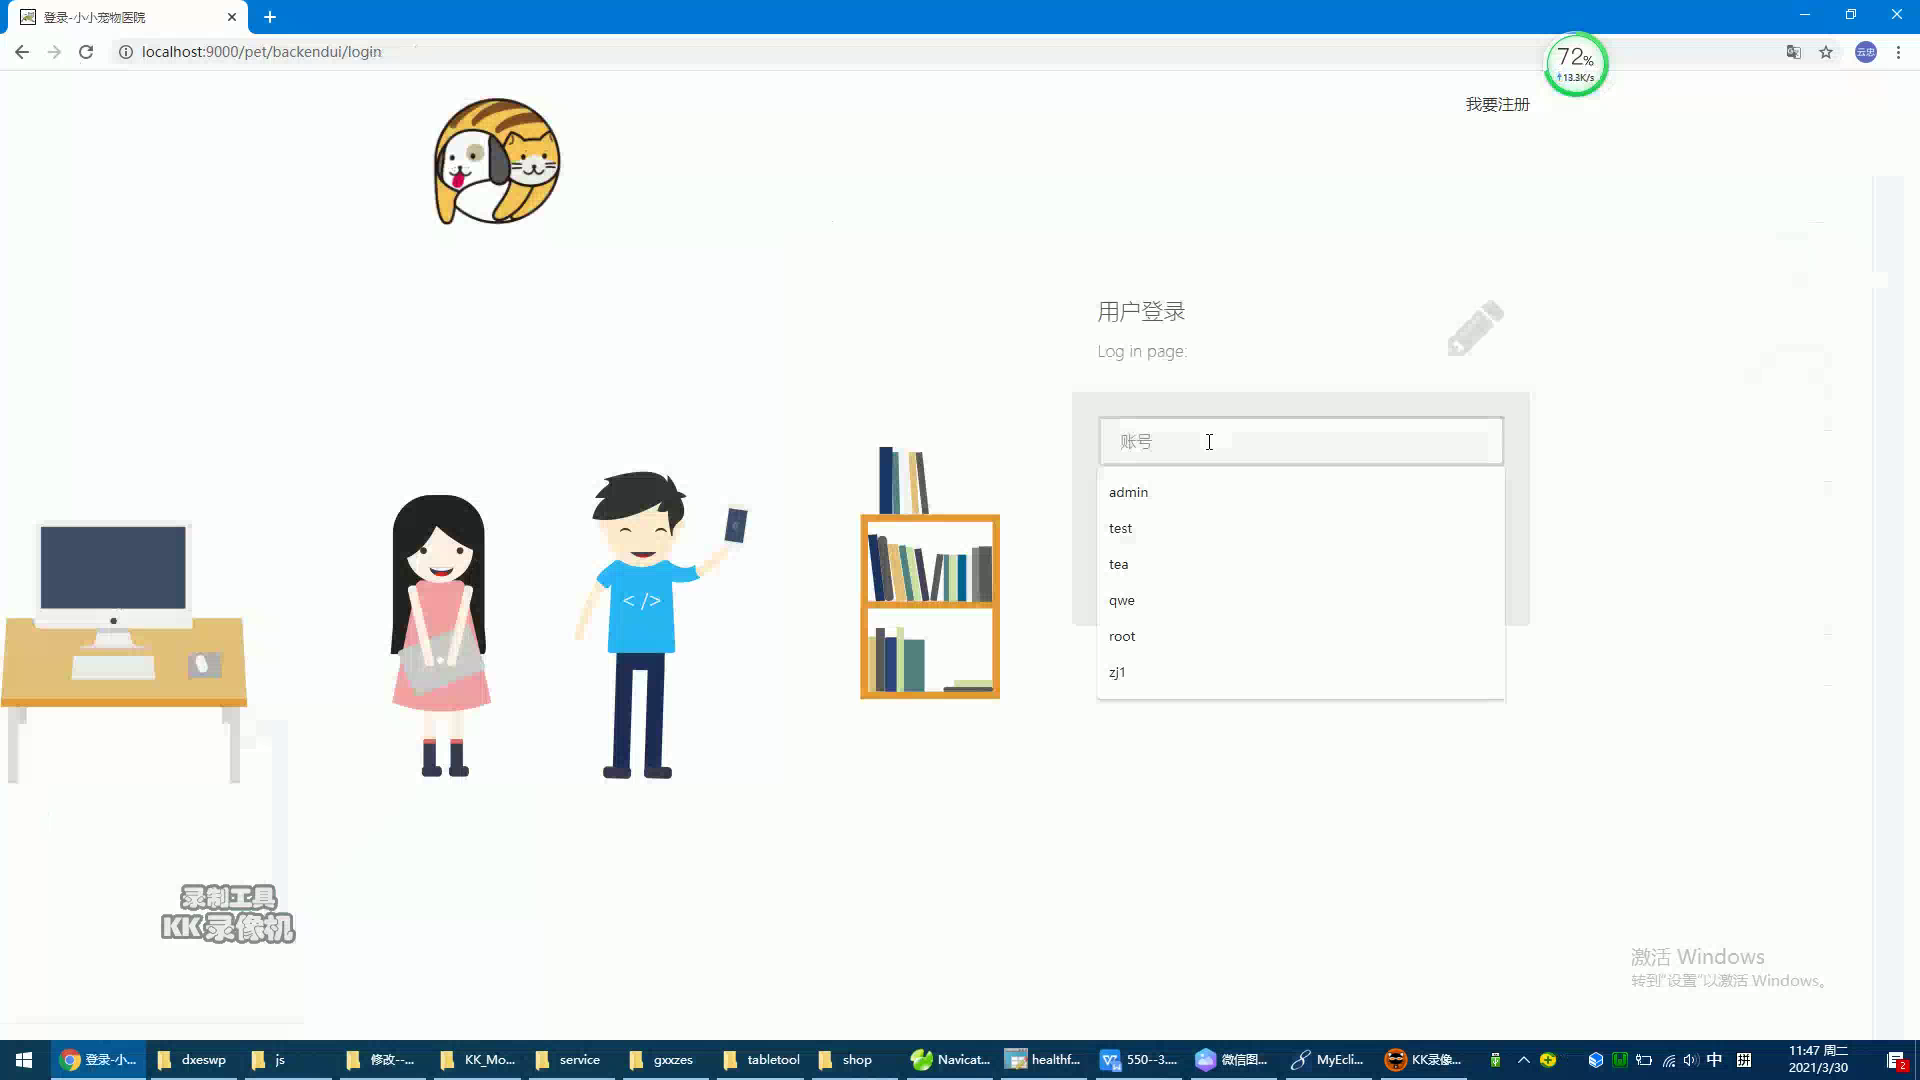 登录-小小宠物医院
localhost:9000/pet/backendui/login
云忠
72%
↑13.3K/s
我要注册
用户登录
Log in page:
账号
admin
test
tea
qwe
root
zj1
</>
录制工具
KK录像机
激活 Windows
转到“设置”以激活 Windows。
登录-小...
dxeswp
js
修改--...
KK_Mo...
service
gxxzes
tabletool
shop
Navicat...
healthf...
550--3....
微信图...
MyEcli...
KK录像...
中
拼
11:47 周二
2021/3/30
2